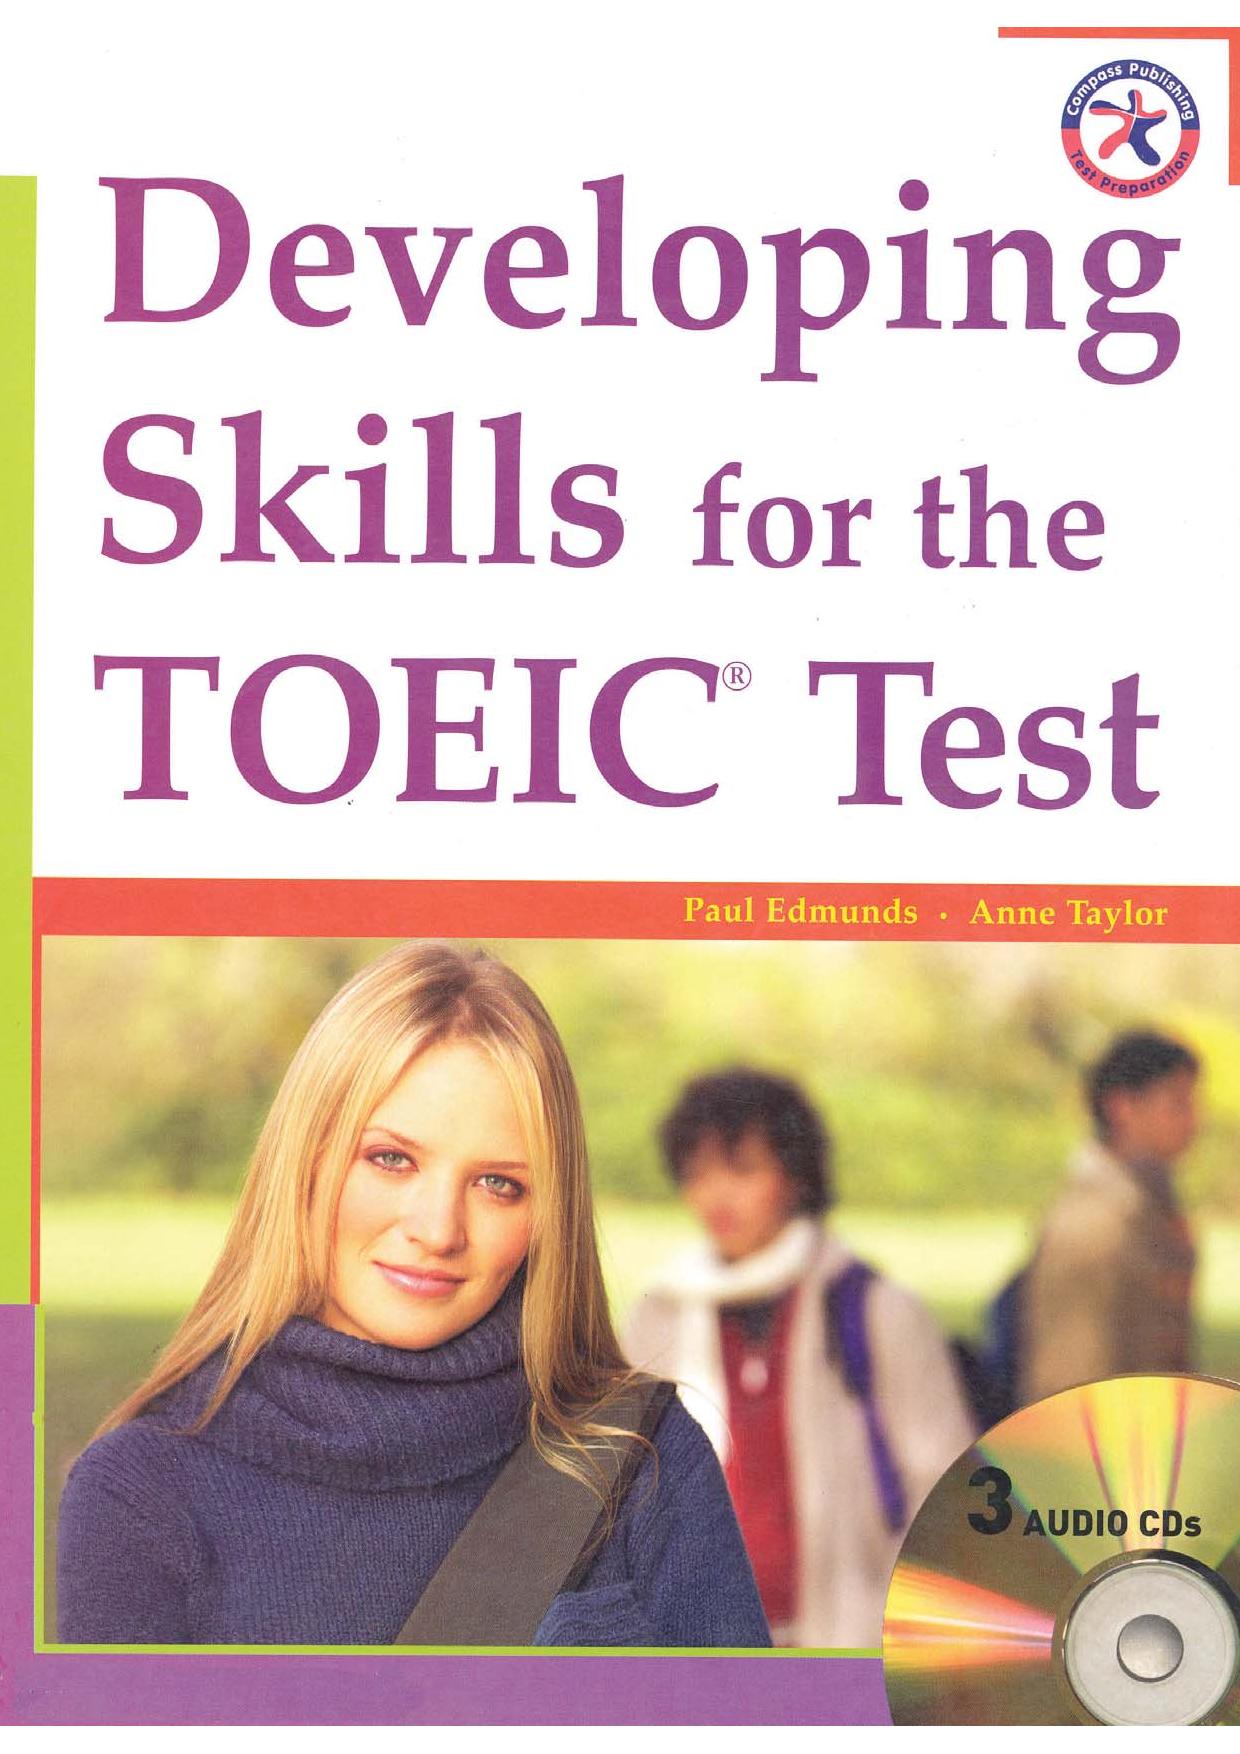 Compass Publishing
Test Preparation
Developing
Skills for the
TOEIC® Test
Paul Edmunds • Anne Taylor
3 AUDIO CDs